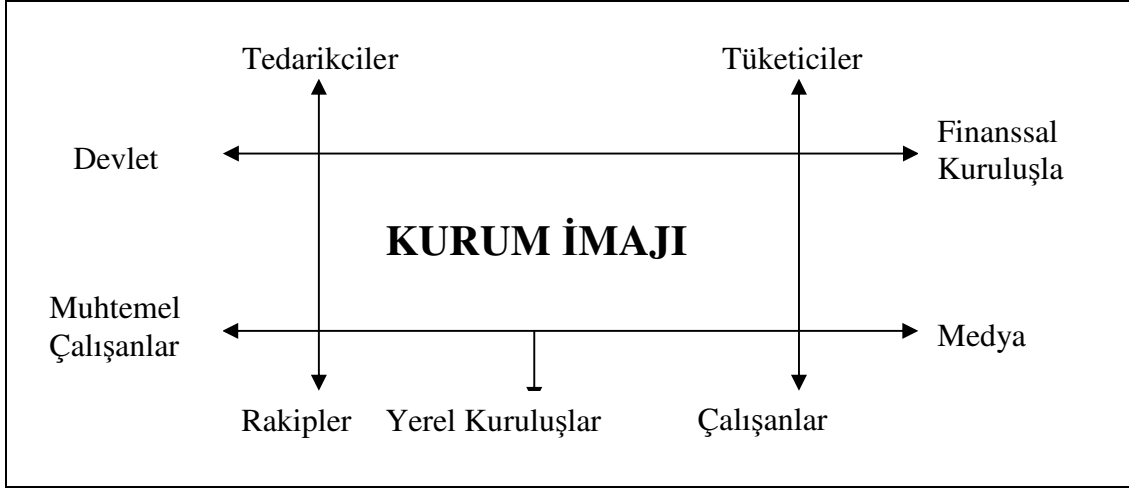 Tedarikciler
Tüketiciler
Devlet
Finanssal
Kuruluşla
KURUM İMAJI
Muhtemel
Çalışanlar
Medya
Rakipler
Yerel Kuruluşlar
Çalışanlar